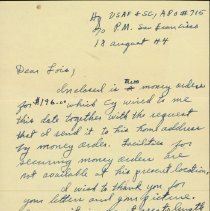 Hq USAFFSC, APO #715
c/o P.M. San Francisco
18 August 44
Dear Lois,
Enclosed is two money orders
for $196.00 which Cy wired to me
this date together with the request
that I send it to his home address
by money order. Facilities for
securing money orders are
not available at his present location.
I wish to thank you for
your letters and